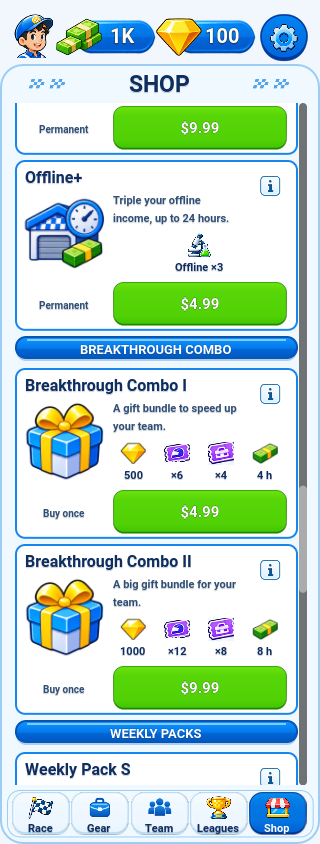 1K
100
SHOP
Permanent
$9.99
Offline+
Triple your offline
income, up to 24 hours.
Offline ×3
Permanent
$4.99
BREAKTHROUGH COMBO
Breakthrough Combo I
A gift bundle to speed up
your team.
500 ×6 ×4 4 h
Buy once
$4.99
Breakthrough Combo II
A big gift bundle for your
team.
1000 ×12 ×8 8 h
Buy once
$9.99
WEEKLY PACKS
Weekly Pack S
Race Gear Team Leagues Shop